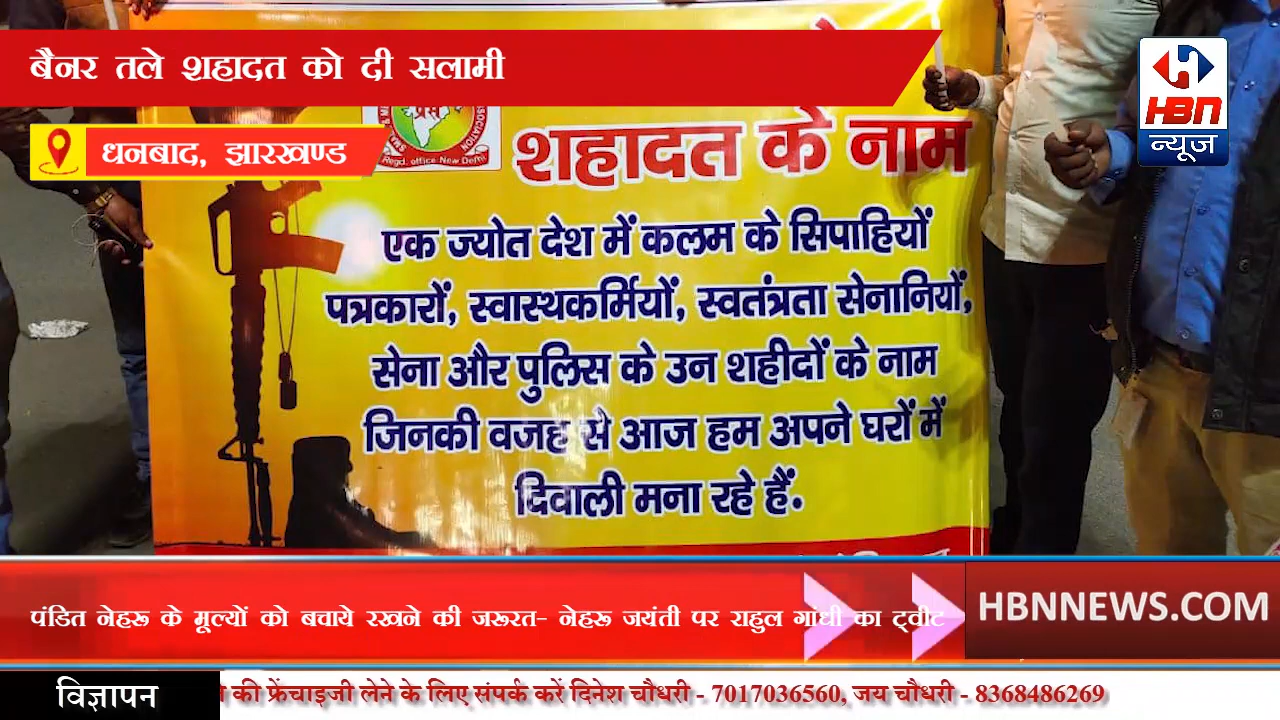 बैनर तले शहादत को दी सलामी
HBN
न्यूज
धनबाद, झारखण्ड
प्रेस
Regd. office New Delhi
शहादत के नाम
एक ज्योत देश में कलम के सिपाहियों
पत्रकारों, स्वास्थकर्मियों, स्वतंत्रता सेनानियों,
सेना और पुलिस के उन शहीदों के नाम
जिनकी वजह से आज हम अपने घरों में
दिवाली मना रहे हैं.
पंडित नेहरू के मूल्यों को बचाये रखने की जरूरत- नेहरू जयंती पर राहुल गांधी का ट्वीट
HBNNEWS.COM
विज्ञापन
की फ्रेंचाइजी लेने के लिए संपर्क करें दिनेश चौधरी - 7017036560, जय चौधरी - 8368486269